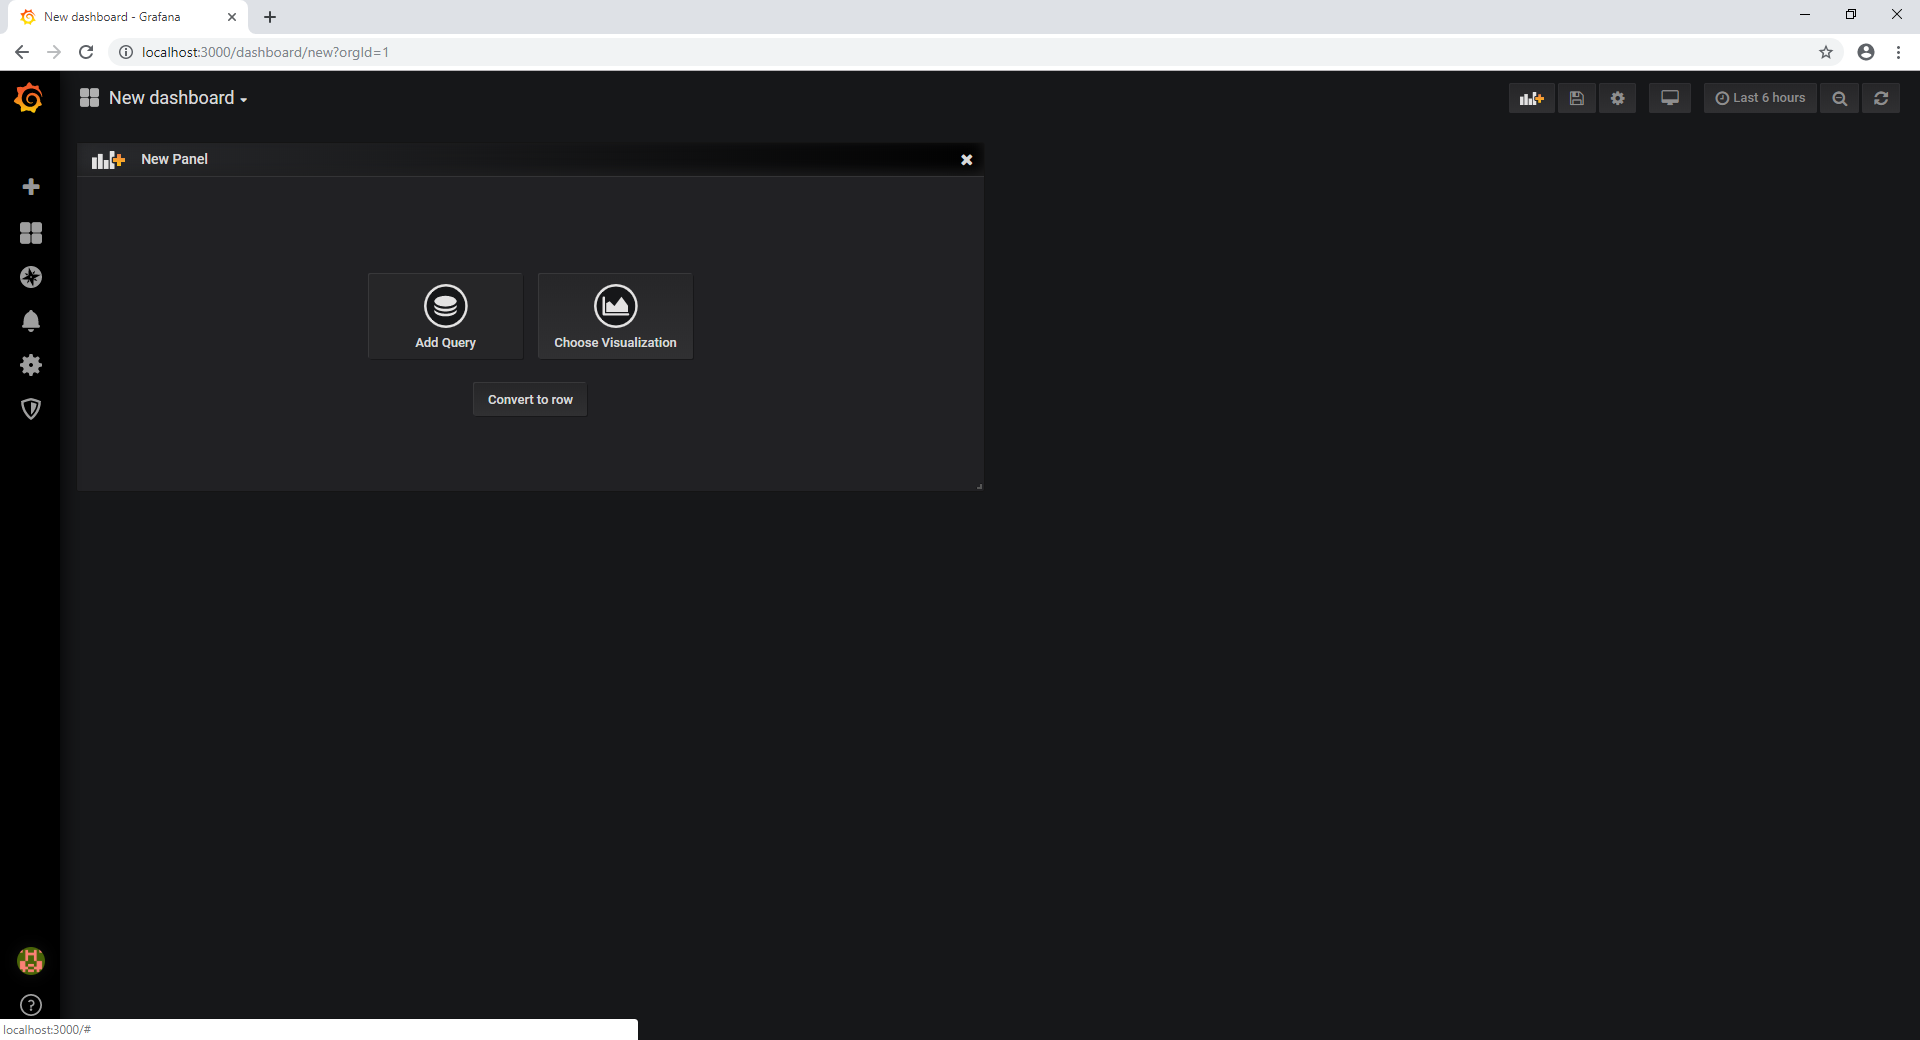 New dashboard - Grafana
localhost:3000/dashboard/new?orgId=1
New dashboard
Last 6 hours
New Panel
Add Query
Choose Visualization
Convert to row
?
localhost:3000/#